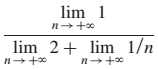 lim 1
n→+∞
lim 2 + lim 1/n
n→+∞ n→+∞